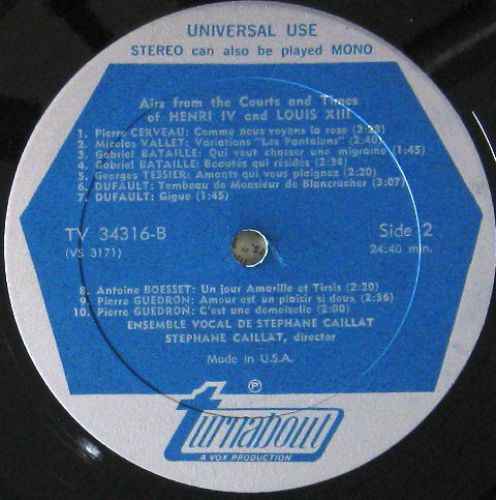 UNIVERSAL USE
STEREO can also be played MONO
Airs from the Courts and Times
of HENRI IV and LOUIS XIII
1. Pierre CERVEAU: Comme nous voyons la rose (2:28)
2. Nicolas VALLET: Variations "Les Pantalons" (2:40)
3. Gabriel BATAILLE: Qui veut chasser une migraine (1:45)
4. Gabriel BATAILLE: Beautés qui résides (2:34)
5. Georges TESSIER: Amants qui vous plaignez (2:20)
6. DUFAULT: Tombeau de Monsieur de Blancracher (3:07)
7. DUFAULT: Gigue (1:45)
TV 34316-B
Side 2
(VS 3171)
24:40 min.
8. Antoine BOESSET: Un Jour Amarille et Tirsis (2:30)
9. Pierre GUEDRON: Amour est un plaisir si doux (2:36)
10. Pierre GUEDRON: C'est une demoiselle (2:00)
ENSEMBLE VOCAL DE STEPHANE CAILLAT
STEPHANE CAILLAT, director
Made in U.S.A.
℗
turnabout
A VOX PRODUCTION